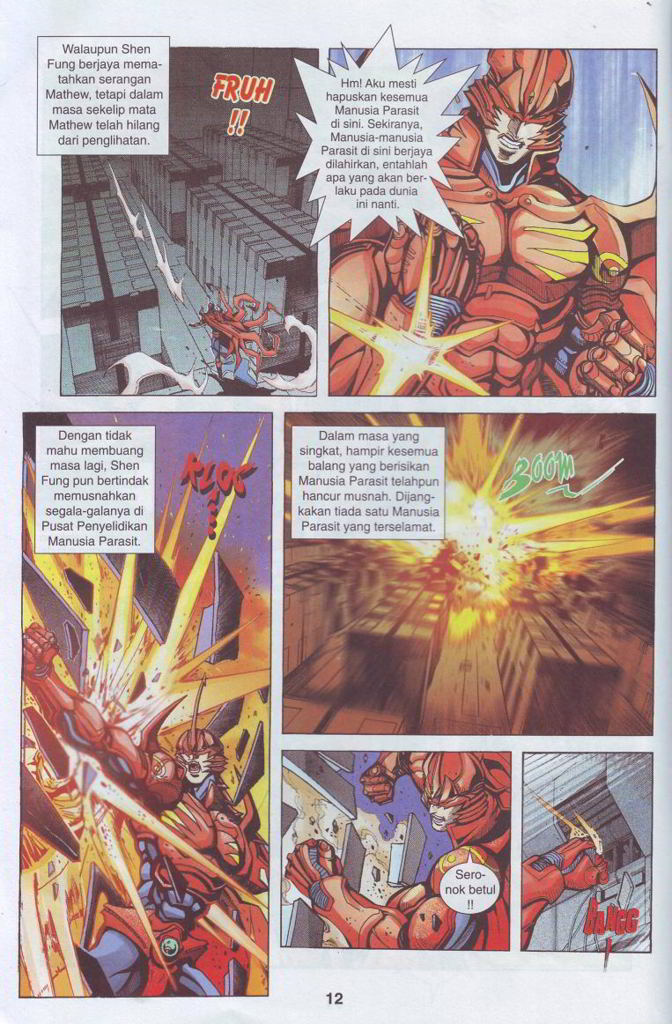 Walaupun Shen
Fung berjaya mema-
tahkan serangan
Mathew, tetapi dalam
masa sekelip mata
Mathew telah hilang
dari penglihatan.
FRUH
!!
Hm! Aku mesti
hapuskan kesemua
Manusia Parasit
di sini. Sekiranya,
Manusia-manusia
Parasit di sini berjaya
dilahirkan, entahlah
apa yang akan ber-
laku pada dunia
ini nanti.
Dengan tidak
mahu membuang
masa lagi, Shen
Fung pun bertindak
memusnahkan
segala-galanya di
Pusat Penyelidikan
Manusia Parasit.
Dalam masa yang
singkat, hampir kesemua
balang yang berisikan
Manusia Parasit telahpun
hancur musnah. Dijang-
kakan tiada satu Manusia
Parasit yang terselamat.
BOOM
Sero-
nok betul
!!
BANGG
12